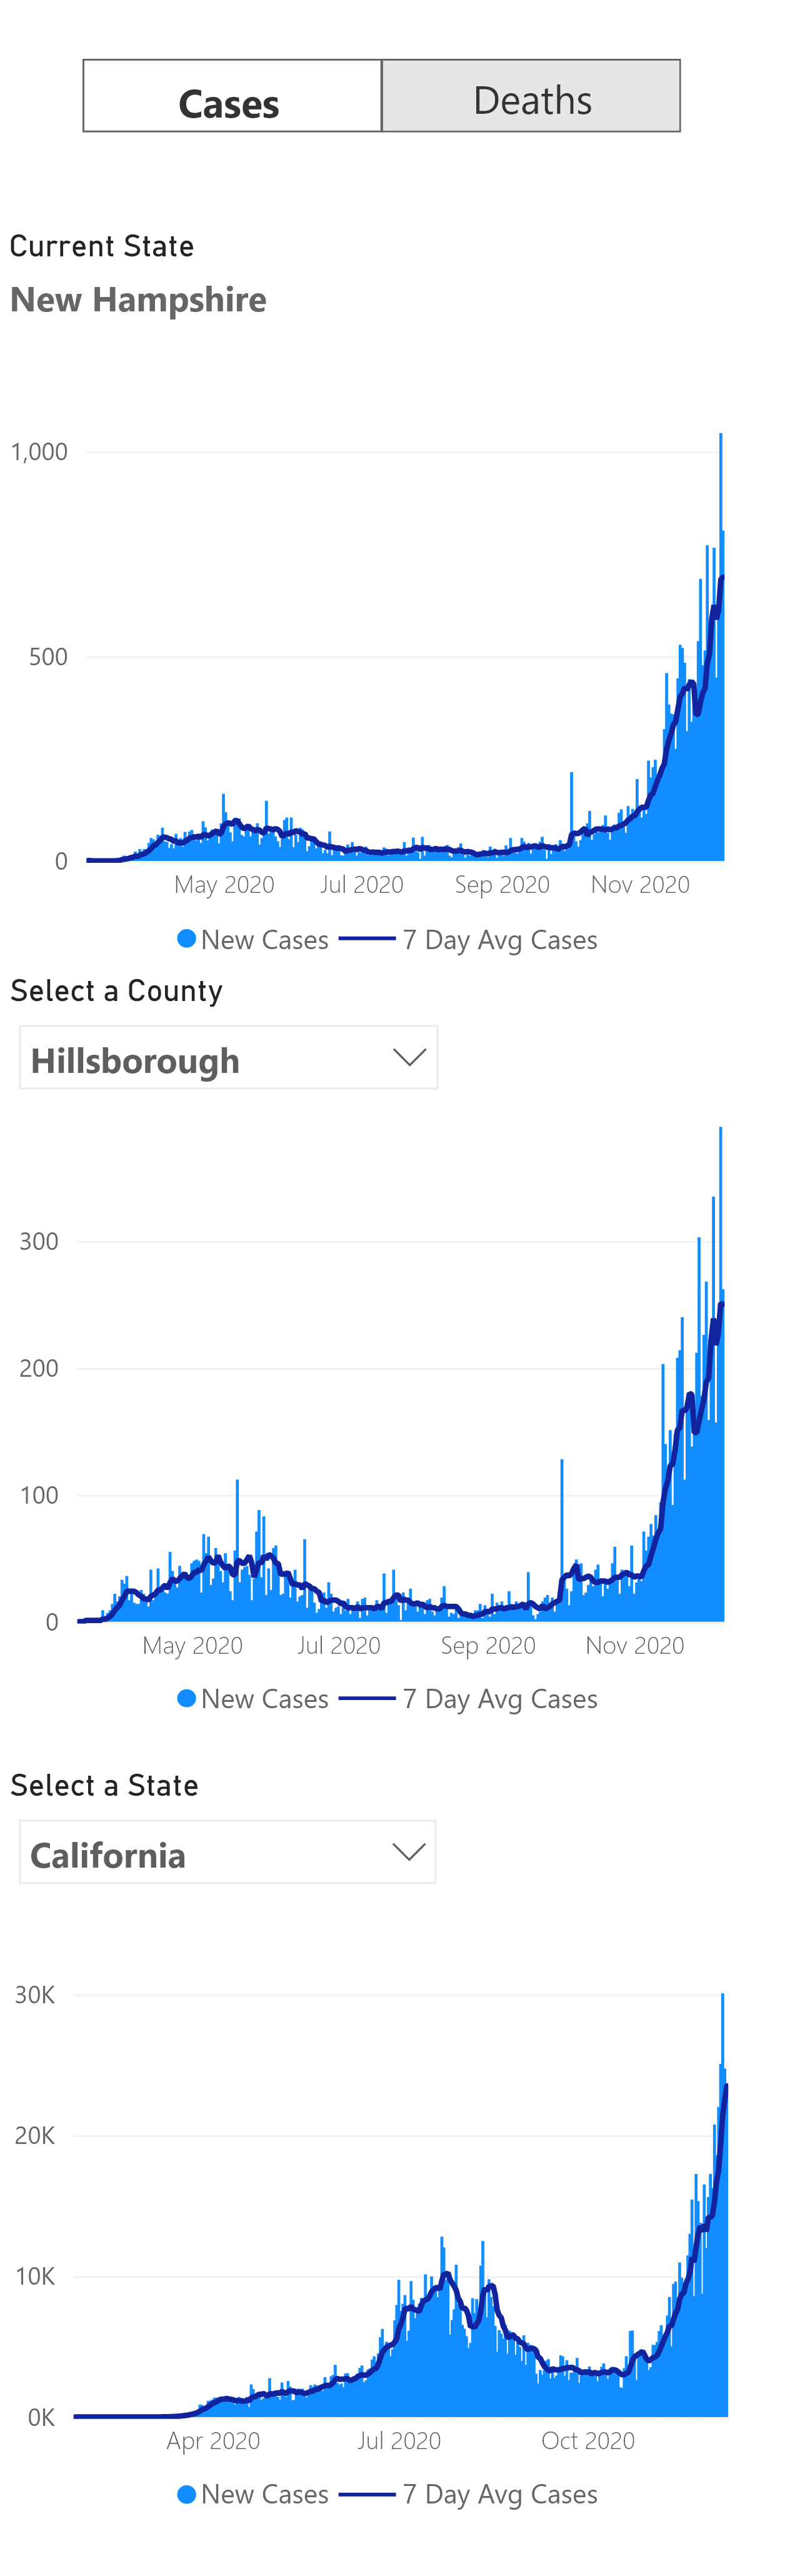 Cases Deaths
Current State
New Hampshire
1,000
500
0
May 2020 Jul 2020 Sep 2020 Nov 2020
New Cases 7 Day Avg Cases
Select a County
Hillsborough
300
200
100
0
May 2020 Jul 2020 Sep 2020 Nov 2020
New Cases 7 Day Avg Cases
Select a State
California
30K
20K
10K
0K
Apr 2020 Jul 2020 Oct 2020
New Cases 7 Day Avg Cases